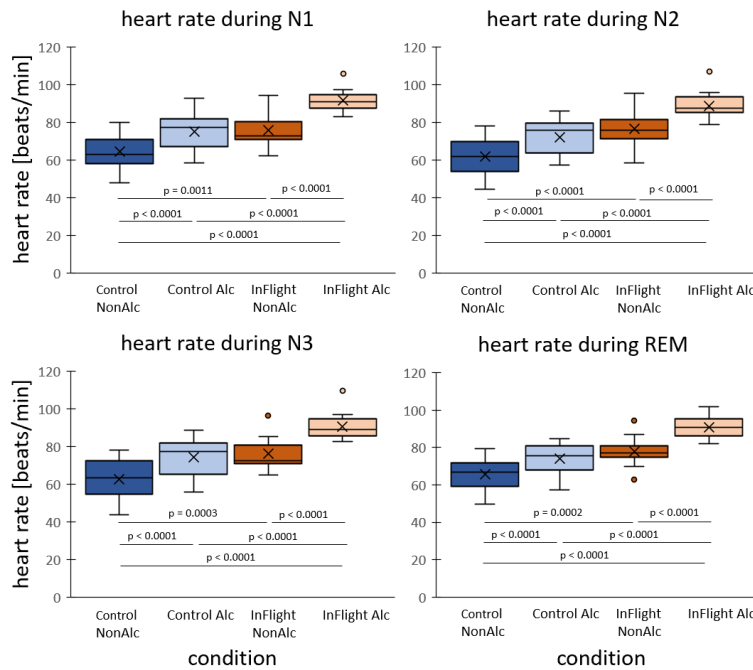 heart rate during N1
heart rate [beats/min]
120
100
80
60
40
20
0
p = 0.0011
p < 0.0001
p < 0.0001
p < 0.0001
p < 0.0001
Control NonAlc
Control Alc
InFlight NonAlc
InFlight Alc
heart rate during N2
120
100
80
60
40
20
0
p < 0.0001
p < 0.0001
p < 0.0001
p < 0.0001
p < 0.0001
Control NonAlc
Control Alc
InFlight NonAlc
InFlight Alc
heart rate during N3
heart rate [beats/min]
120
100
80
60
40
20
0
p = 0.0003
p < 0.0001
p < 0.0001
p < 0.0001
p < 0.0001
Control NonAlc
Control Alc
InFlight NonAlc
InFlight Alc
condition
heart rate during REM
120
100
80
60
40
20
0
p = 0.0002
p < 0.0001
p < 0.0001
p < 0.0001
p < 0.0001
Control NonAlc
Control Alc
InFlight NonAlc
InFlight Alc
condition